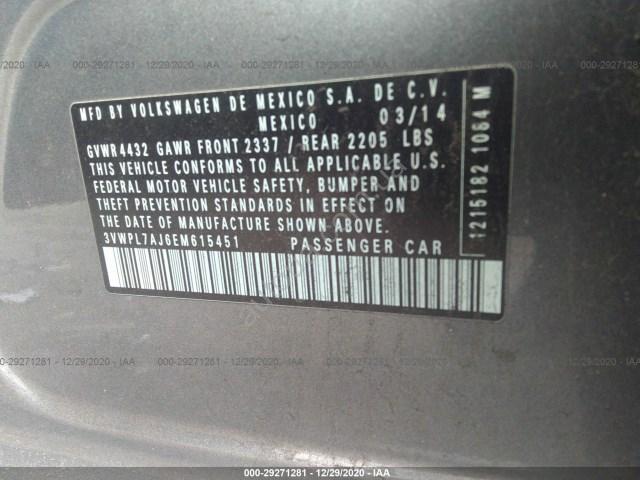 000-29271281 - 12/29/2020 - IAA
MFD BY VOLKSWAGEN DE MEXICO S.A. DE C.V.
MEXICO 03/14
GVWR 4432 GAWR FRONT 2337 / REAR 2205 LBS
THIS VEHICLE CONFORMS TO ALL APPLICABLE U.S.
FEDERAL MOTOR VEHICLE SAFETY, BUMPER AND
THEFT PREVENTION STANDARDS IN EFFECT ON
THE DATE OF MANUFACTURE SHOWN ABOVE.
3VWPL7AJ6EM615451 PASSENGER CAR
1215182 1064 M
000-29271281 - 12/29/2020 - IAA
000-29271281 | 12/29/2020 - IAA